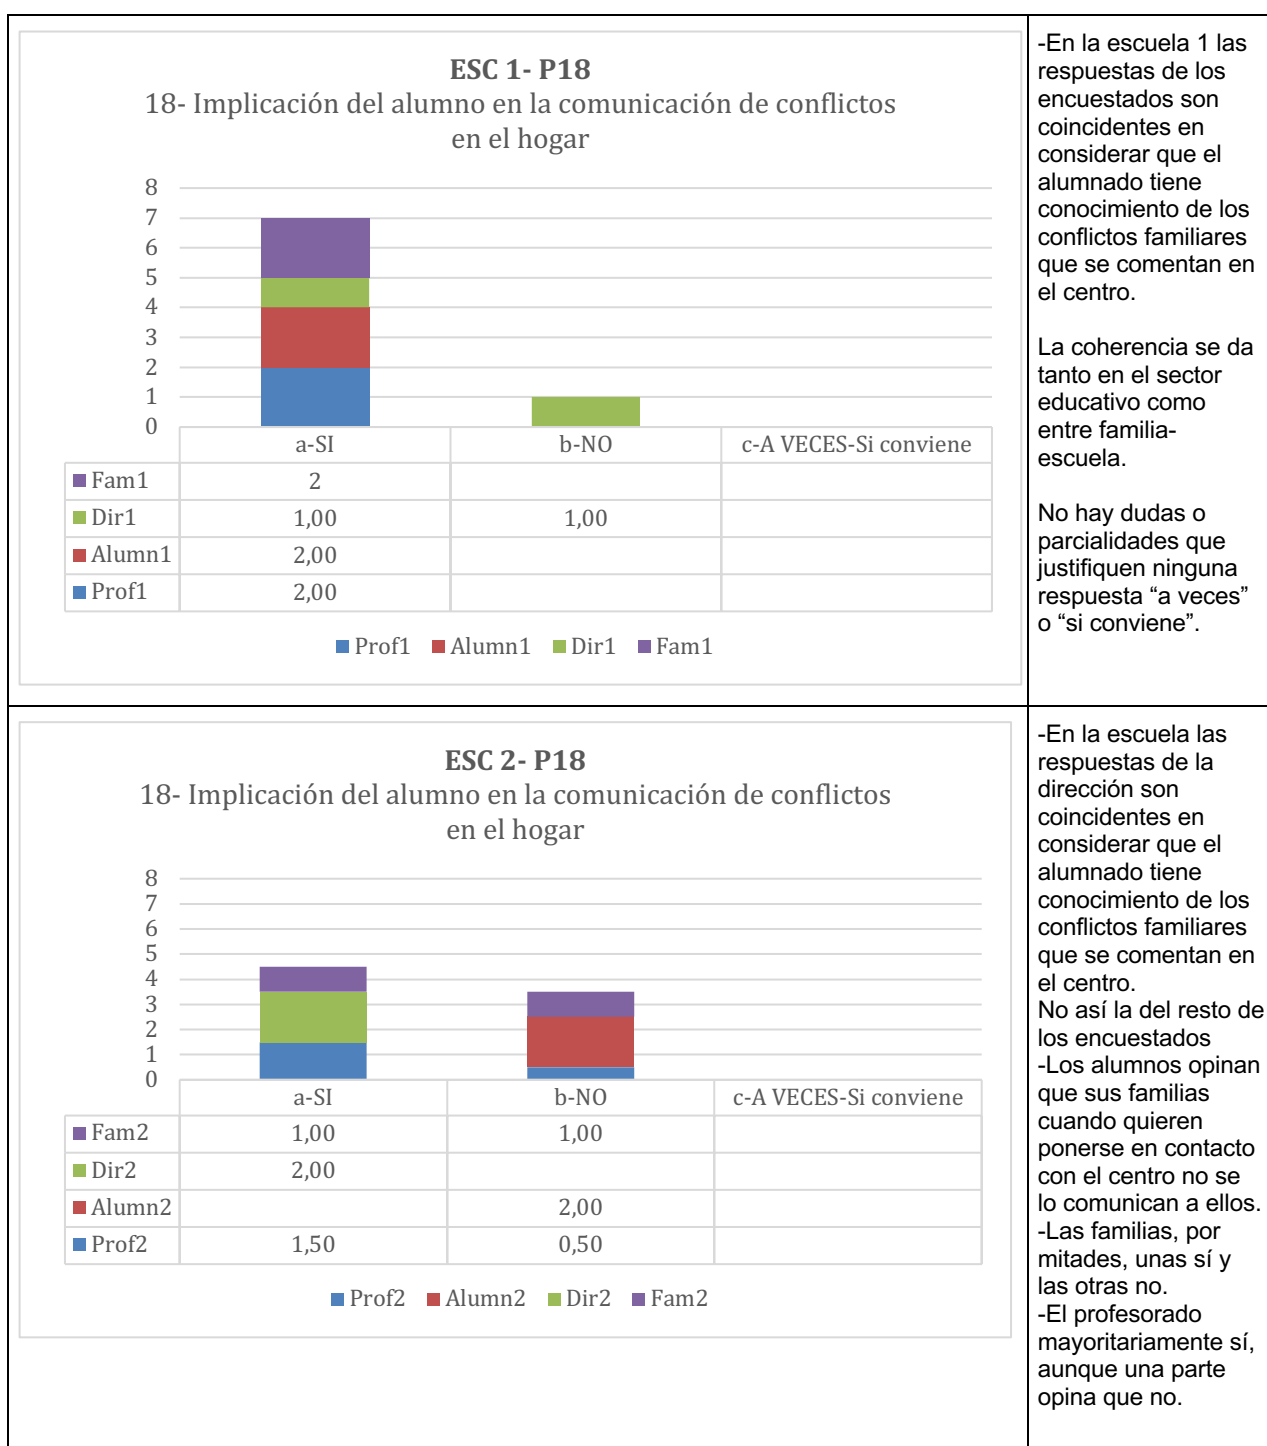 ESC 1- P18
18- Implicación del alumno en la comunicación de conflictos
en el hogar
8
7
6
5
4
3
2
1
0
a-SI b-NO c-A VECES-Si conviene
Fam1 2
Dir1 1,00 1,00
Alumn1 2,00
Prof1 2,00
Prof1 Alumn1 Dir1 Fam1
-En la escuela 1 las
respuestas de los
encuestados son
coincidentes en
considerar que el
alumnado tiene
conocimiento de los
conflictos familiares
que se comentan en
el centro.
La coherencia se da
tanto en el sector
educativo como
entre familia-
escuela.
No hay dudas o
parcialidades que
justifiquen ninguna
respuesta “a veces”
o “si conviene”.
ESC 2- P18
18- Implicación del alumno en la comunicación de conflictos
en el hogar
8
7
6
5
4
3
2
1
0
a-SI b-NO c-A VECES-Si conviene
Fam2 1,00 1,00
Dir2 2,00
Alumn2 2,00
Prof2 1,50 0,50
Prof2 Alumn2 Dir2 Fam2
-En la escuela las
respuestas de la
dirección son
coincidentes en
considerar que el
alumnado tiene
conocimiento de los
conflictos familiares
que se comentan en
el centro.
No así la del resto de
los encuestados
-Los alumnos opinan
que sus familias
cuando quieren
ponerse en contacto
con el centro no se
lo comunican a ellos.
-Las familias, por
mitades, unas sí y
las otras no.
-El profesorado
mayoritariamente sí,
aunque una parte
opina que no.